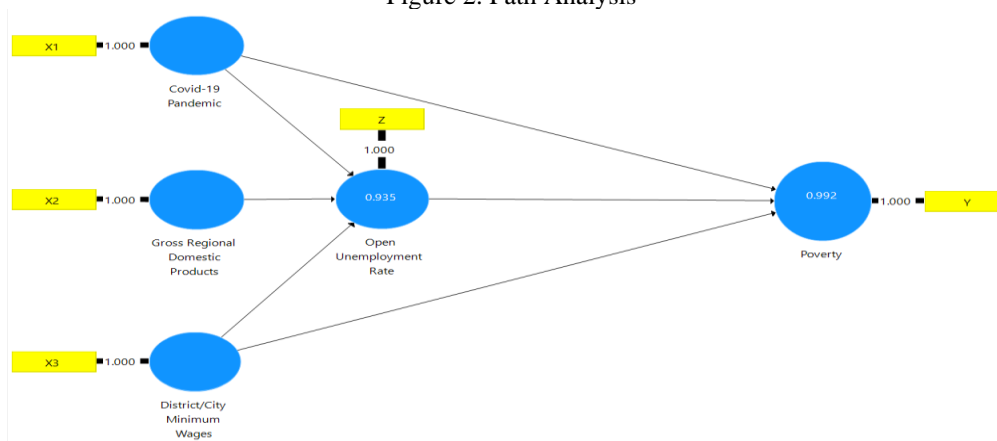 Figure 2. Path Analysis
X1
1.000
Covid-19
Pandemic
Z
1.000
X2
1.000
Gross Regional
Domestic
Products
0.935
Open
Unemployment
Rate
0.992
Poverty
1.000
Y
X3
1.000
District/City
Minimum
Wages